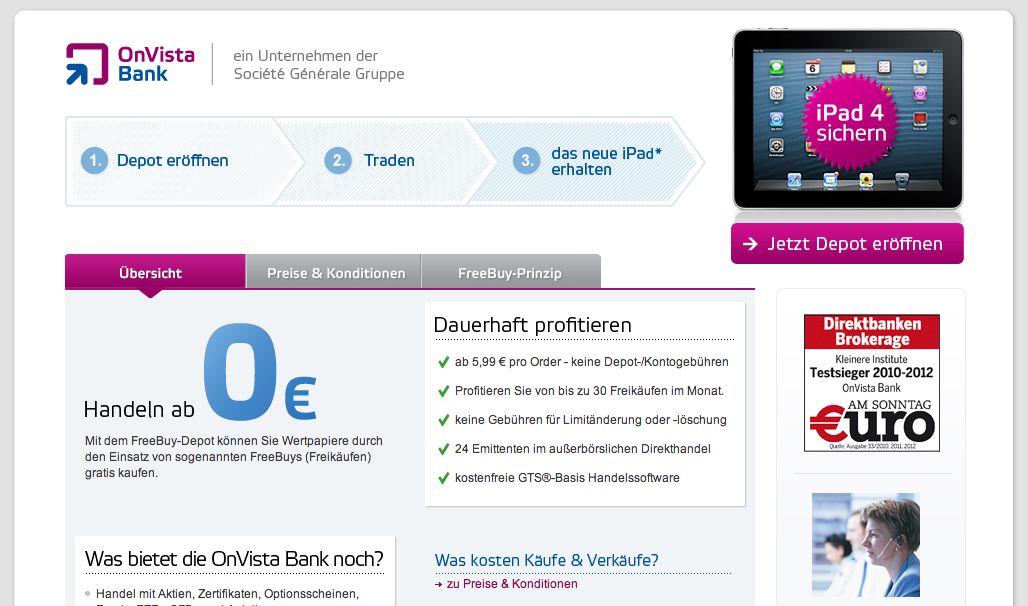 OnVista
Bank
ein Unternehmen der
Société Générale Gruppe
1. Depot eröffnen
2. Traden
3. das neue iPad*
erhalten
iPad 4
sichern
→ Jetzt Depot eröffnen
Übersicht
Preise & Konditionen
FreeBuy-Prinzip
Handeln ab 0€
Mit dem FreeBuy-Depot können Sie Wertpapiere durch
den Einsatz von sogenannten FreeBuys (Freikäufen)
gratis kaufen.
Dauerhaft profitieren
ab 5,99 € pro Order - keine Depot-/Kontogebühren
Profitieren Sie von bis zu 30 Freikäufen im Monat.
keine Gebühren für Limitänderung oder -löschung
24 Emittenten im außerbörslichen Direkthandel
kostenfreie GTS®-Basis Handelssoftware
Direktbanken
Brokerage
Kleinere Institute
Testsieger 2010-2012
OnVista Bank
AM SONNTAG
€uro
Quelle: Ausgabe 33/2010, 2011, 2012
Was bietet die OnVista Bank noch?
Handel mit Aktien, Zertifikaten, Optionsscheinen,
Was kosten Käufe & Verkäufe?
zu Preise & Konditionen